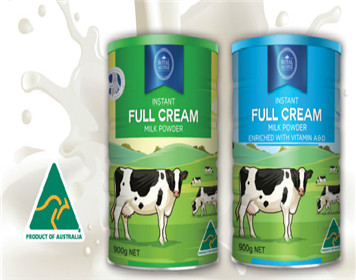 INSTANT
FULL CREAM
MILK POWDER
900g NET
INSTANT
FULL CREAM
MILK POWDER
ENRICHED WITH VITAMIN A&D
900g NET
PRODUCT OF AUSTRALIA